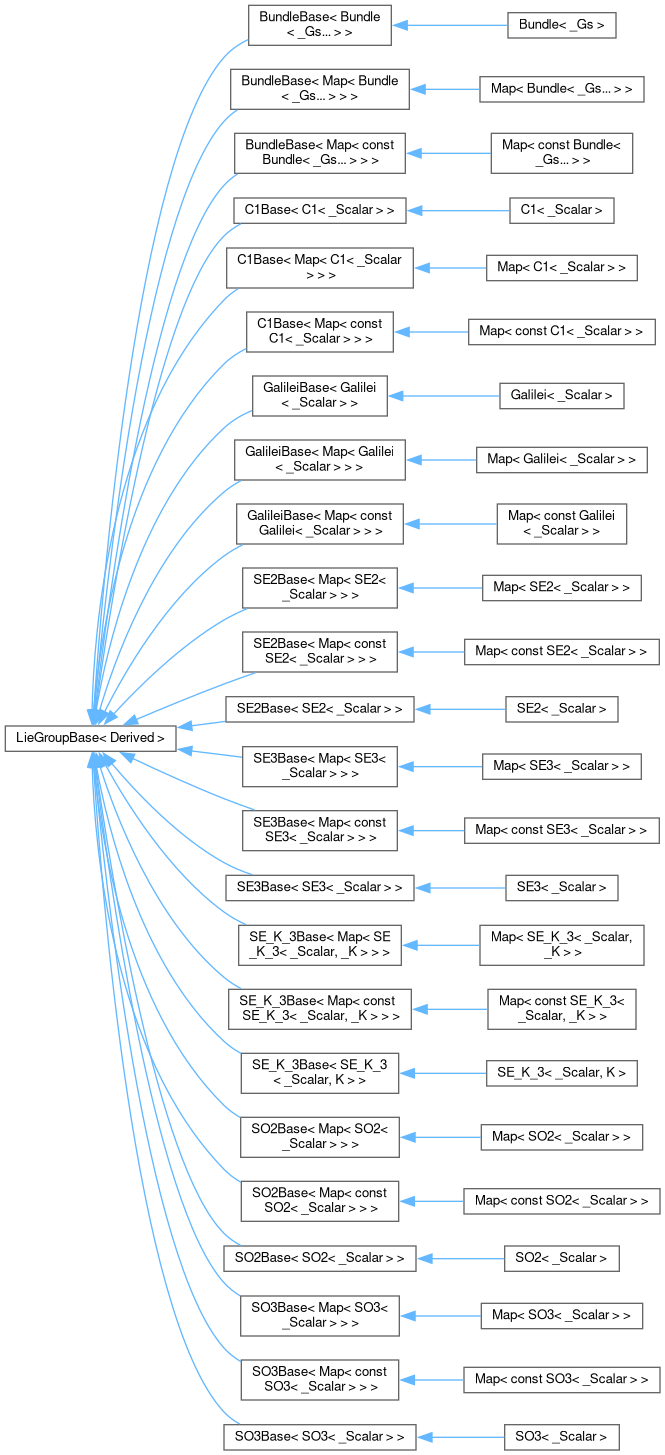 BundleBase< Bundle
< _Gs... > >
Bundle< _Gs >
BundleBase< Map< Bundle
< _Gs... > > >
Map< Bundle< _Gs... > >
BundleBase< Map< const
Bundle< _Gs... > > >
Map< const Bundle<
_Gs... > >
C1Base< C1< _Scalar > >
C1< _Scalar >
C1Base< Map< C1< _Scalar
> > >
Map< C1< _Scalar > >
C1Base< Map< const
C1< _Scalar > > >
Map< const C1< _Scalar > >
GalileiBase< Galilei
< _Scalar > >
Galilei< _Scalar >
GalileiBase< Map< Galilei
< _Scalar > > >
Map< Galilei< _Scalar > >
GalileiBase< Map< const
Galilei< _Scalar > > >
Map< const Galilei
< _Scalar > >
SE2Base< Map< SE2<
_Scalar > > >
Map< SE2< _Scalar > >
SE2Base< Map< const
SE2< _Scalar > > >
Map< const SE2< _Scalar > >
SE2Base< SE2< _Scalar > >
SE2< _Scalar >
LieGroupBase< Derived >
SE3Base< Map< SE3<
_Scalar > > >
Map< SE3< _Scalar > >
SE3Base< Map< const
SE3< _Scalar > > >
Map< const SE3< _Scalar > >
SE3Base< SE3< _Scalar > >
SE3< _Scalar >
SE_K_3Base< Map< SE
_K_3< _Scalar, _K > > >
Map< SE_K_3< _Scalar,
_K > >
SE_K_3Base< Map< const
SE_K_3< _Scalar, _K > > >
Map< const SE_K_3<
_Scalar, _K > >
SE_K_3Base< SE_K_3
< _Scalar, K > >
SE_K_3< _Scalar, K >
SO2Base< Map< SO2<
_Scalar > > >
Map< SO2< _Scalar > >
SO2Base< Map< const
SO2< _Scalar > > >
Map< const SO2< _Scalar > >
SO2Base< SO2< _Scalar > >
SO2< _Scalar >
SO3Base< Map< SO3<
_Scalar > > >
Map< SO3< _Scalar > >
SO3Base< Map< const
SO3< _Scalar > > >
Map< const SO3< _Scalar > >
SO3Base< SO3< _Scalar > >
SO3< _Scalar >